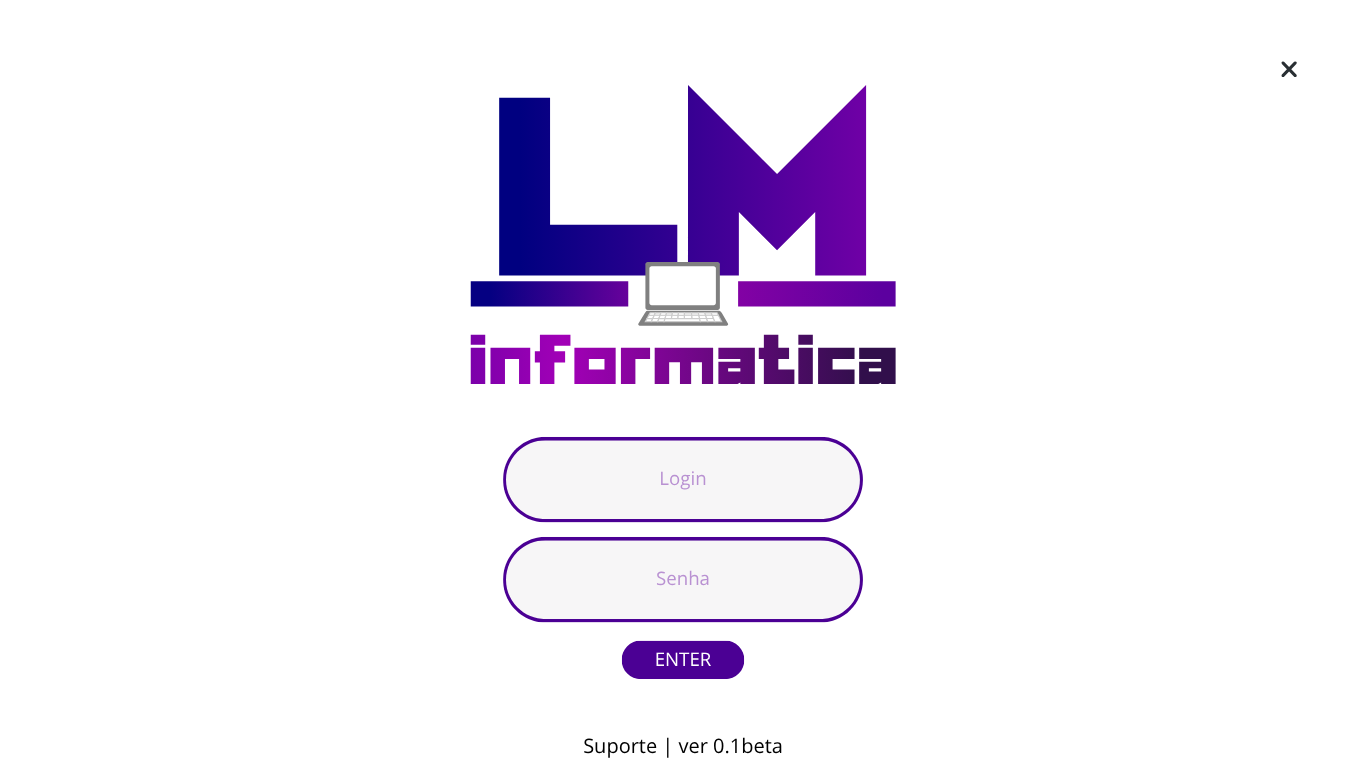 LM
informatica
Login
Senha
ENTER
Suporte | ver 0.1beta